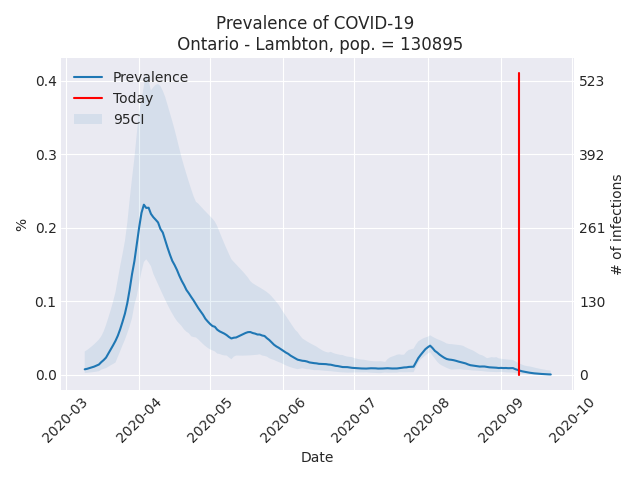 Prevalence of COVID-19
Ontario - Lambton, pop. = 130895
Prevalence
Today
95CI
0.4
0.3
0.2
0.1
0.0
%
523
392
261
130
0
# of infections
2020-03
2020-04
2020-05
2020-06
2020-07
2020-08
2020-09
2020-10
Date